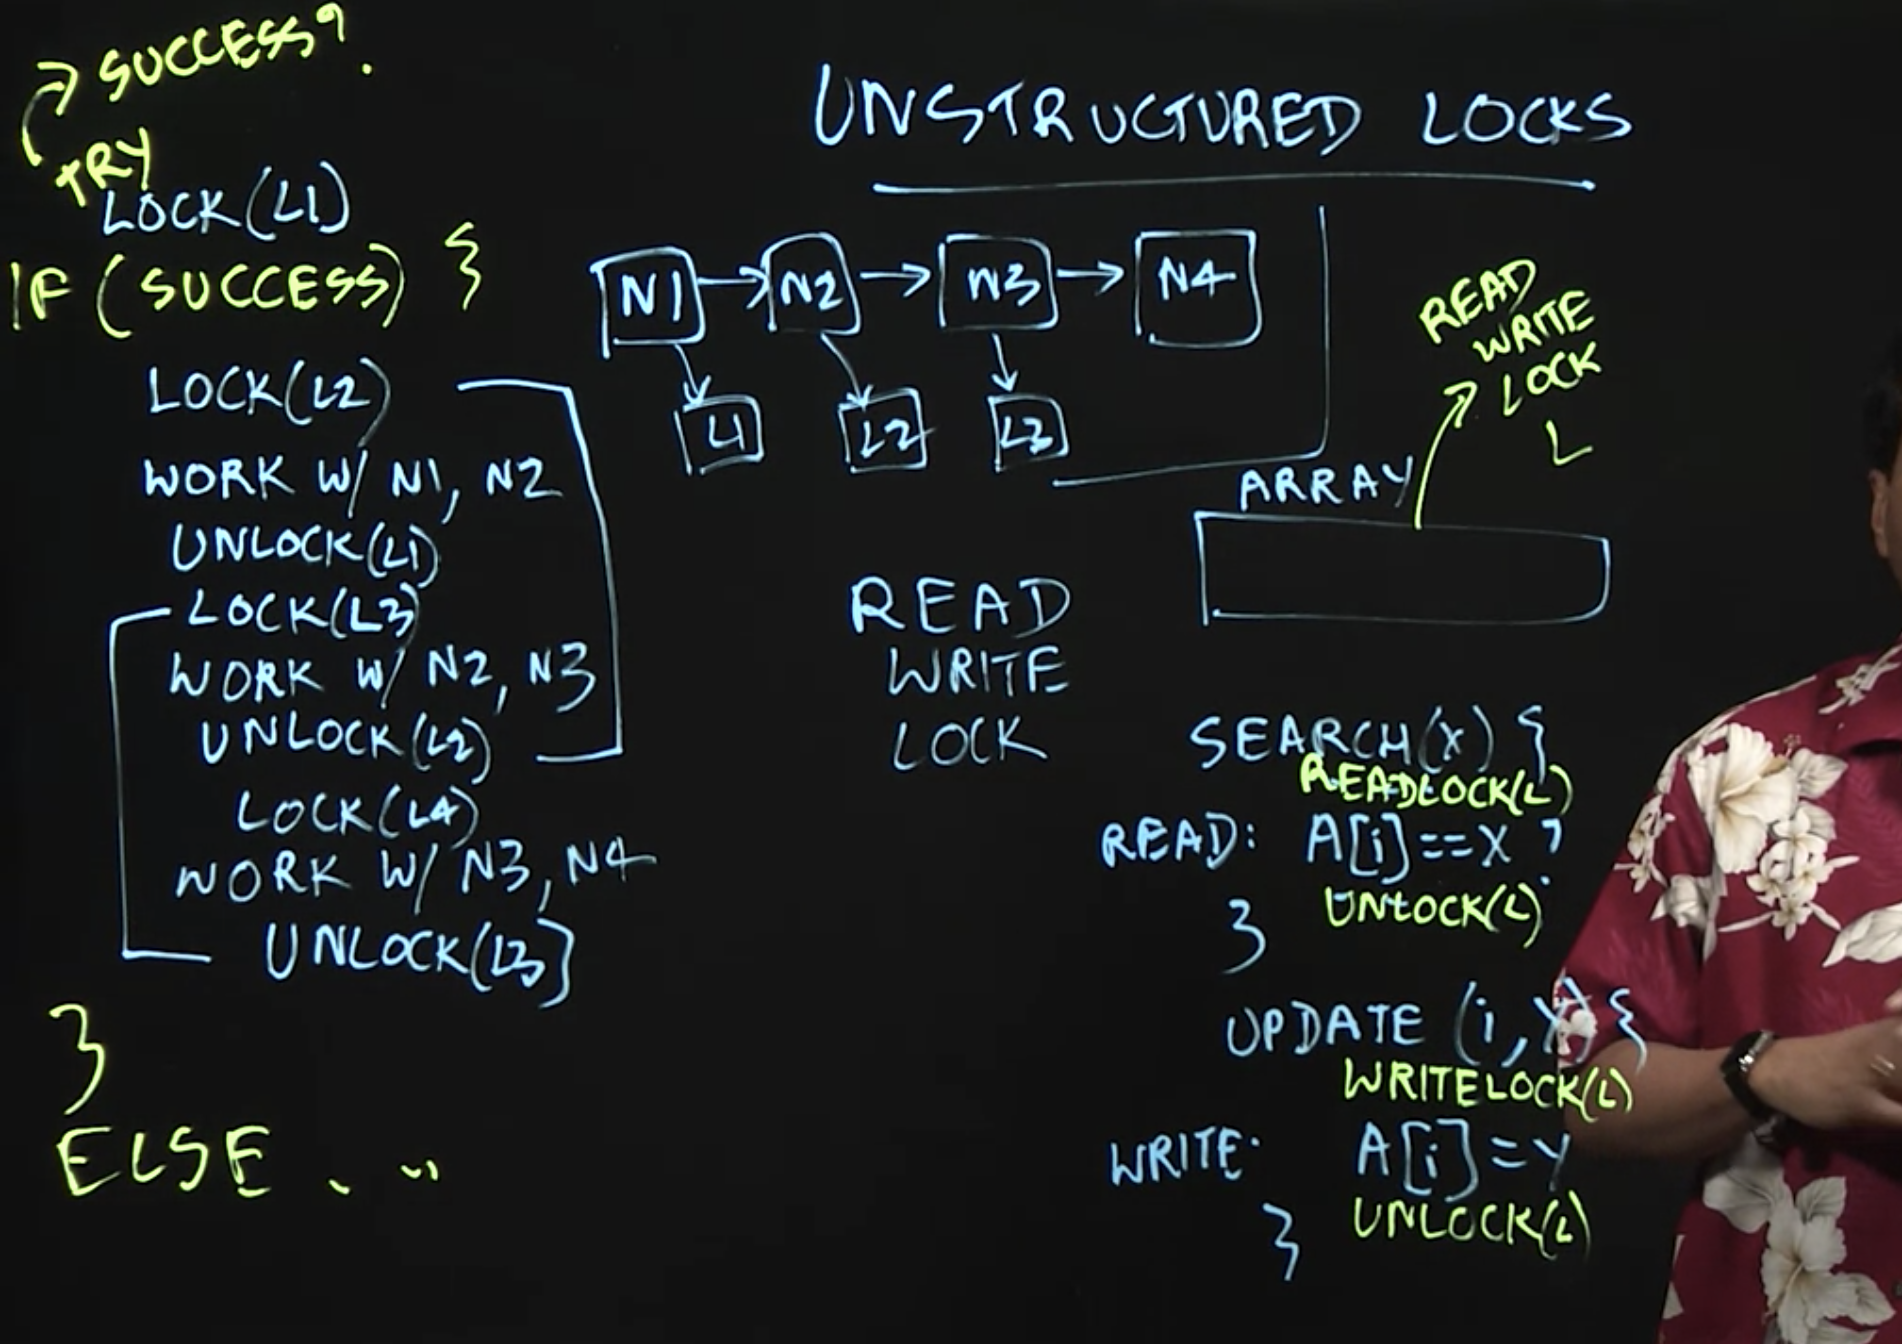 SUCCESS?
TRY
LOCK(L1)
IF (SUCCESS) {
LOCK(L2)
WORK W/ N1, N2
UNLOCK(L1)
LOCK(L3)
WORK W/ N2, N3
UNLOCK(L2)
LOCK(L4)
WORK W/ N3, N4
UNLOCK(L3)
}
ELSE ...
UNSTRUCTURED LOCKS
N1 N2 N3 N4
L1 L2 L3
READ
WRITE
LOCK
L
ARRAY
READ
WRITE
LOCK
SEARCH(X) {
READLOCK(L)
READ: A[i]==X ?
UNLOCK(L)
}
UPDATE (i, Y) {
WRITELOCK(L)
WRITE: A[i]=Y
UNLOCK(L)
}